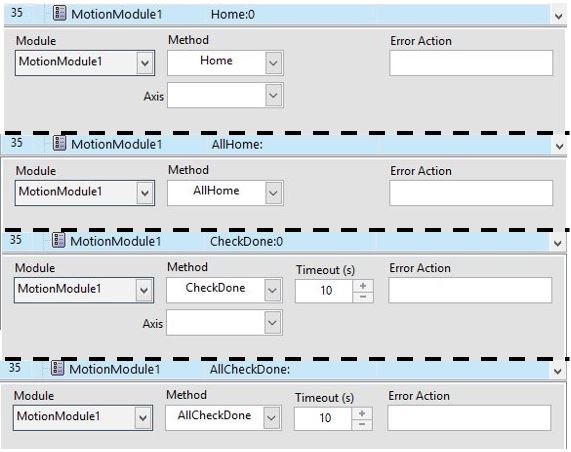 35 MotionModule1 Home:0
Module Method Error Action
MotionModule1 Home
Axis
35 MotionModule1 AllHome:
Module Method Error Action
MotionModule1 AllHome
35 MotionModule1 CheckDone:0
Module Method Timeout (s) Error Action
MotionModule1 CheckDone 10 + −
Axis
35 MotionModule1 AllCheckDone:
Module Method Timeout (s) Error Action
MotionModule1 AllCheckDone 10 + −